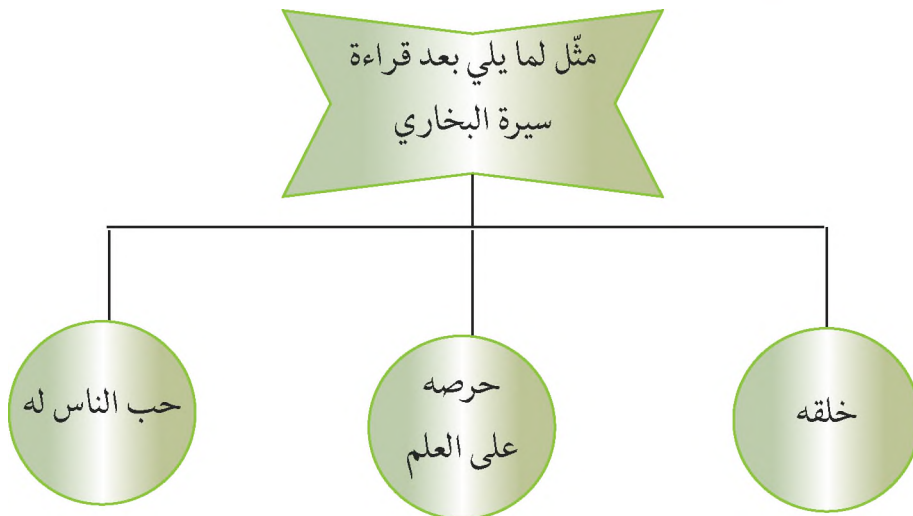 مثّل لما يلي بعد قراءة
سيرة البخاري
خلقه
حرصه
على العلم
حب الناس له